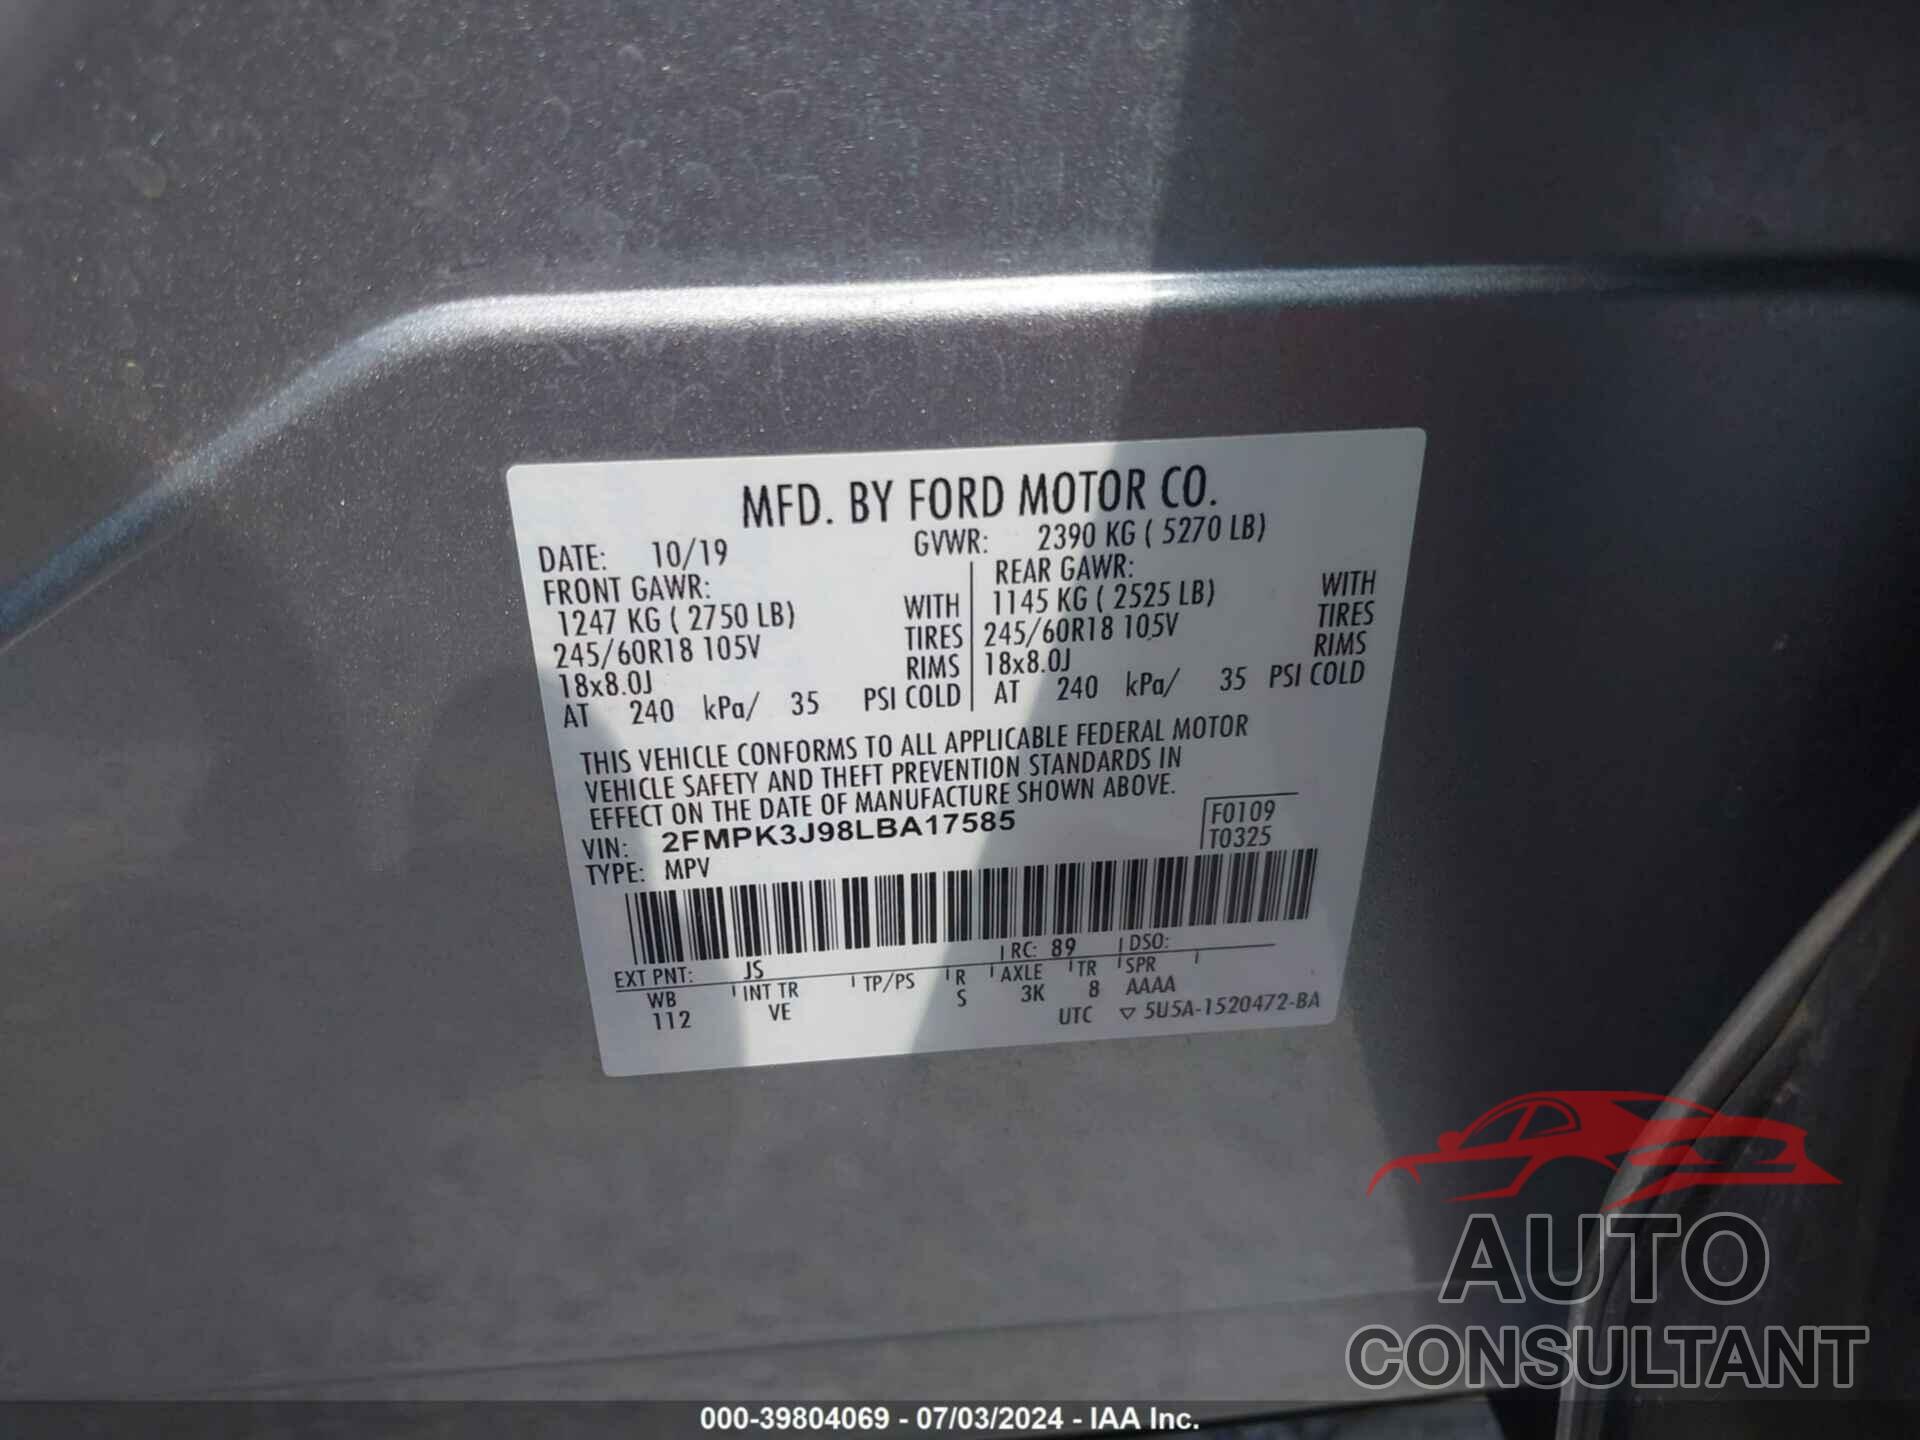 MFD. BY FORD MOTOR CO.
DATE: 10/19 GVWR: 2390 KG ( 5270 LB)
FRONT GAWR: REAR GAWR:
1247 KG ( 2750 LB) WITH 1145 KG ( 2525 LB) WITH
245/60R18 105V TIRES 245/60R18 105V TIRES
18x8.0J RIMS 18x8.0J RIMS
AT 240 kPa/ 35 PSI COLD AT 240 kPa/ 35 PSI COLD
THIS VEHICLE CONFORMS TO ALL APPLICABLE FEDERAL MOTOR
VEHICLE SAFETY AND THEFT PREVENTION STANDARDS IN
EFFECT ON THE DATE OF MANUFACTURE SHOWN ABOVE.
VIN: 2FMPK3J98LBA17585 F0109
TYPE: MPV T0325
EXT PNT: JS RC: 89 DSO:
WB INT TR TP/PS R AXLE TR SPR
112 VE S 3K 8 AAAA
UTC ▽ 5U5A-1520472-BA
AUTO
CONSULTANT
000-39804069 - 07/03/2024 - IAA Inc.